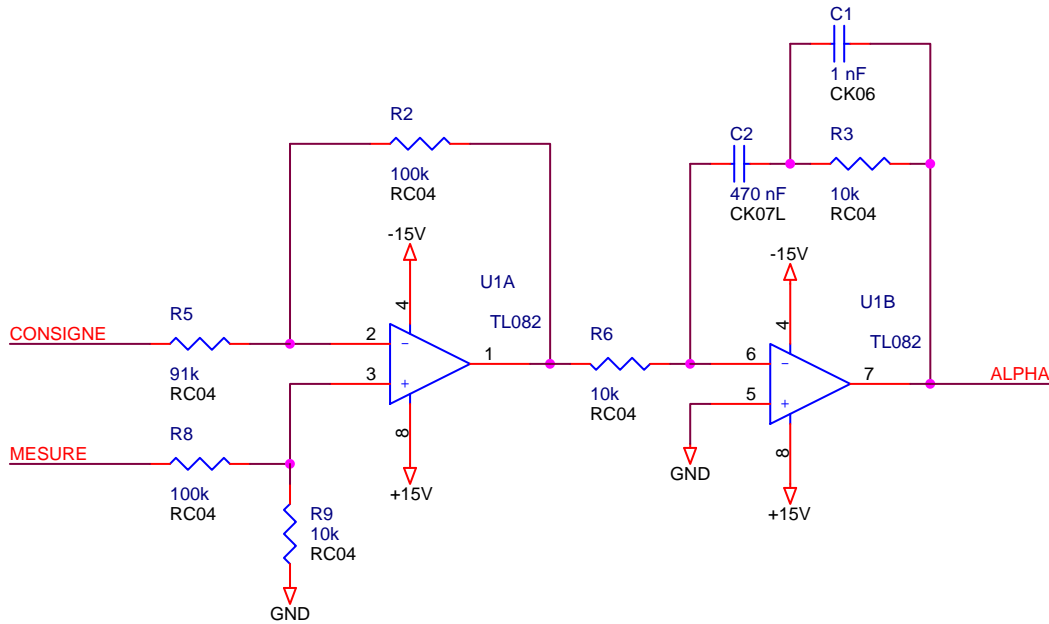 C1
1 nF
CK06
R2
100k
RC04
C2
470 nF
CK07L
R3
10k
RC04
-15V
4
U1A
TL082
CONSIGNE
R5
91k
RC04
2
3
1
8
+15V
MESURE
R8
100k
RC04
R9
10k
RC04
GND
R6
10k
RC04
-15V
4
U1B
TL082
6
5
7
8
+15V
GND
ALPHA